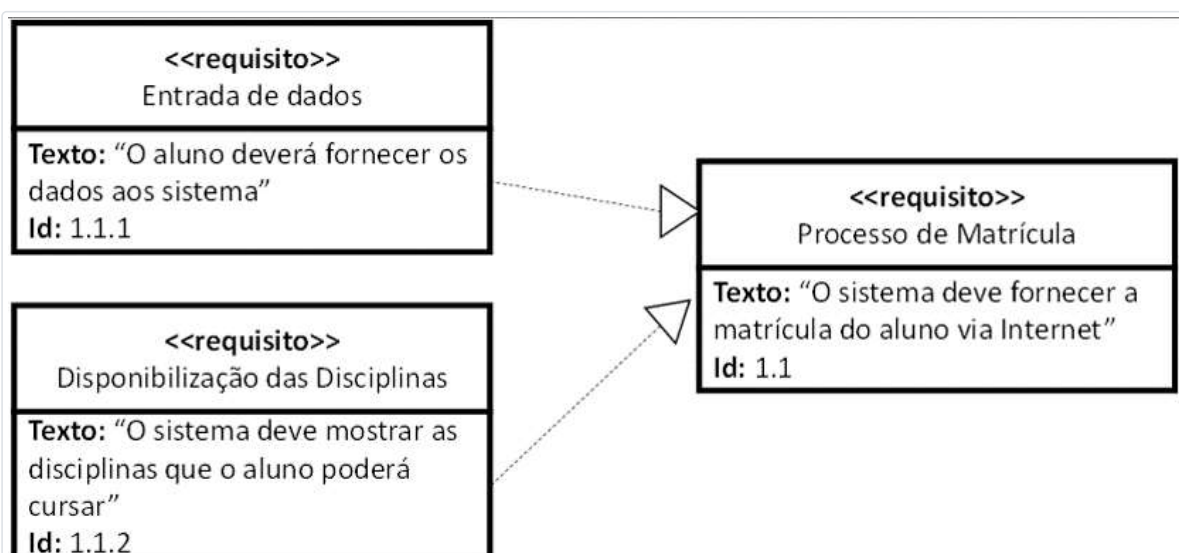 <<requisito>>
Entrada de dados
Texto: “O aluno deverá fornecer os
dados aos sistema”
Id: 1.1.1
<<requisito>>
Disponibilização das Disciplinas
Texto: “O sistema deve mostrar as
disciplinas que o aluno poderá
cursar”
Id: 1.1.2
<<requisito>>
Processo de Matrícula
Texto: “O sistema deve fornecer a
matrícula do aluno via Internet”
Id: 1.1